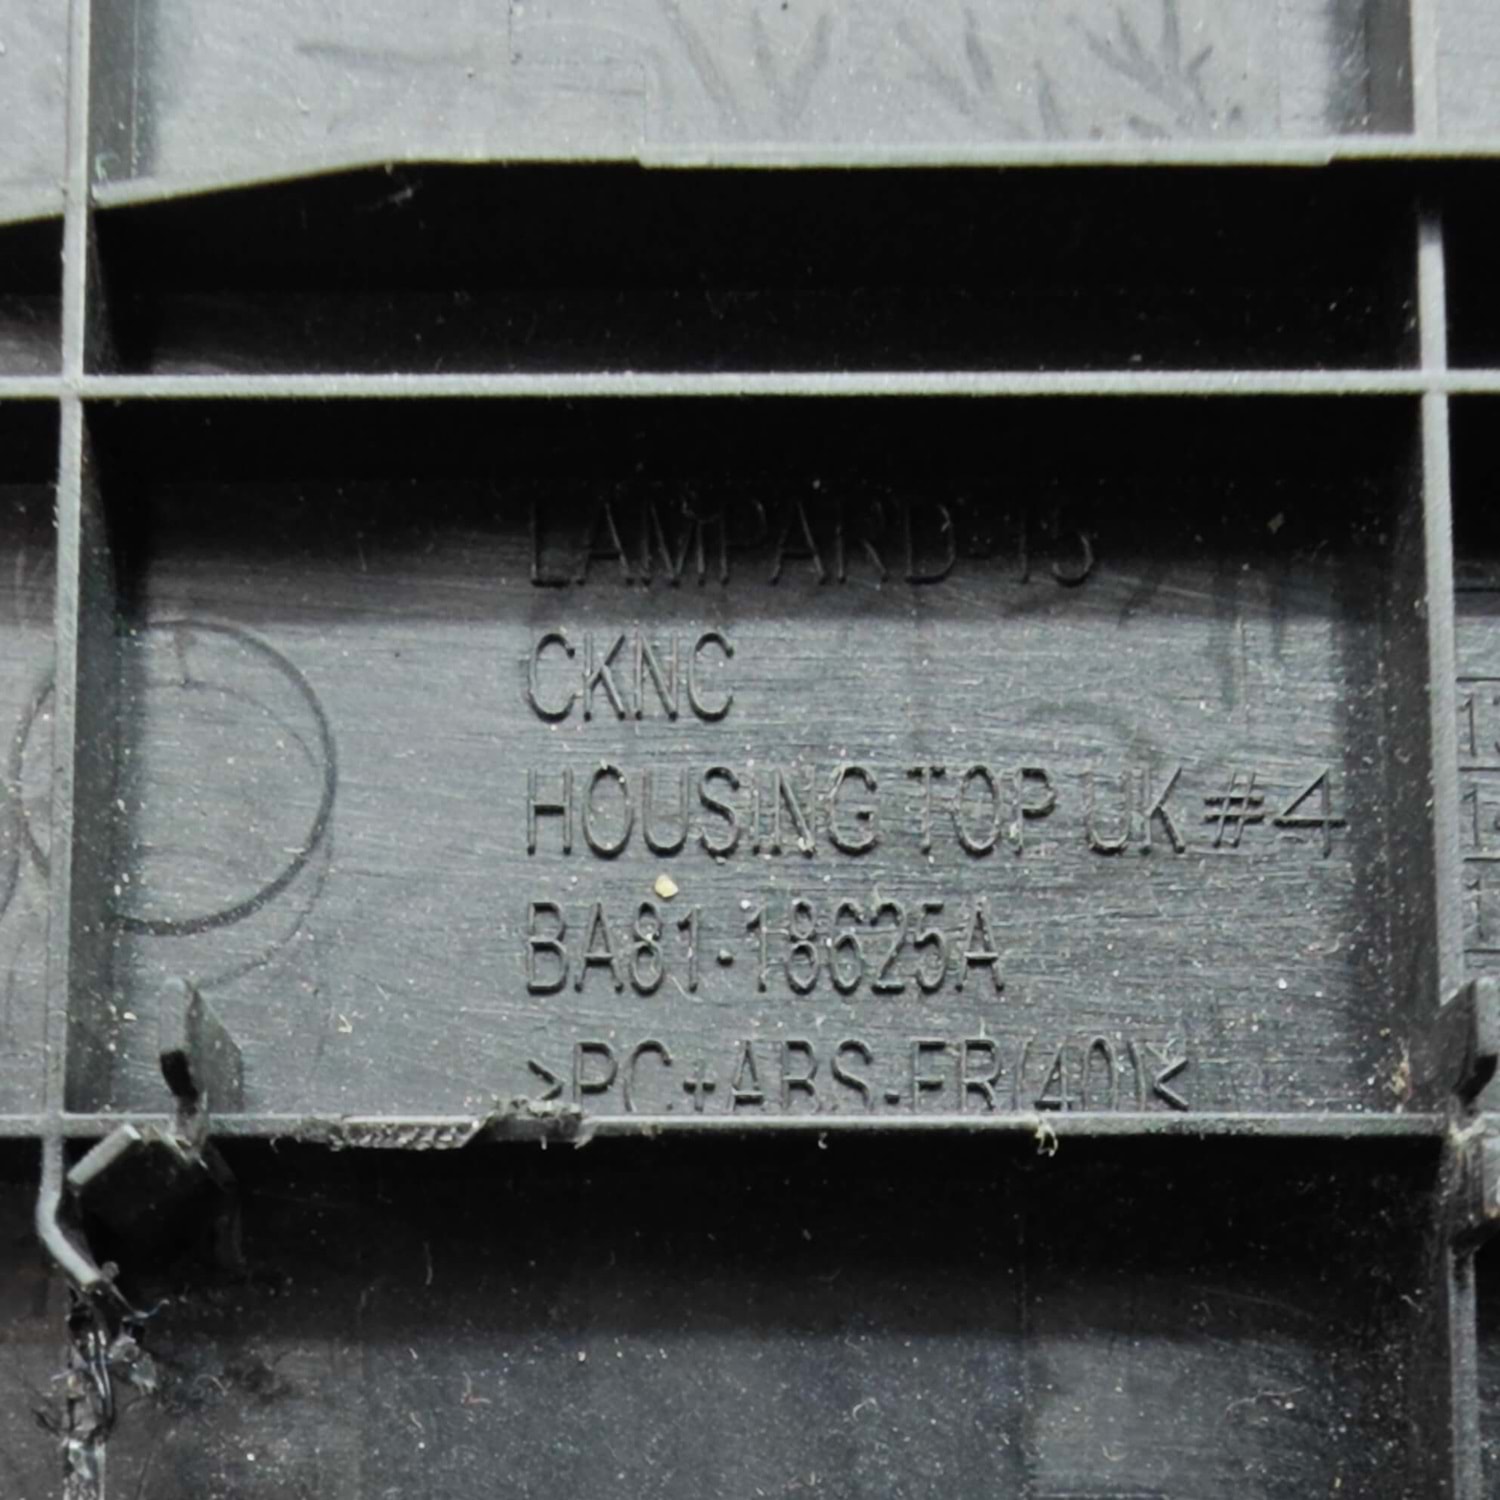 LAMPARD-15
CKNC
HOUSING TOP UK #4
BA81-18625A
>PC+ABS-FR(40)<